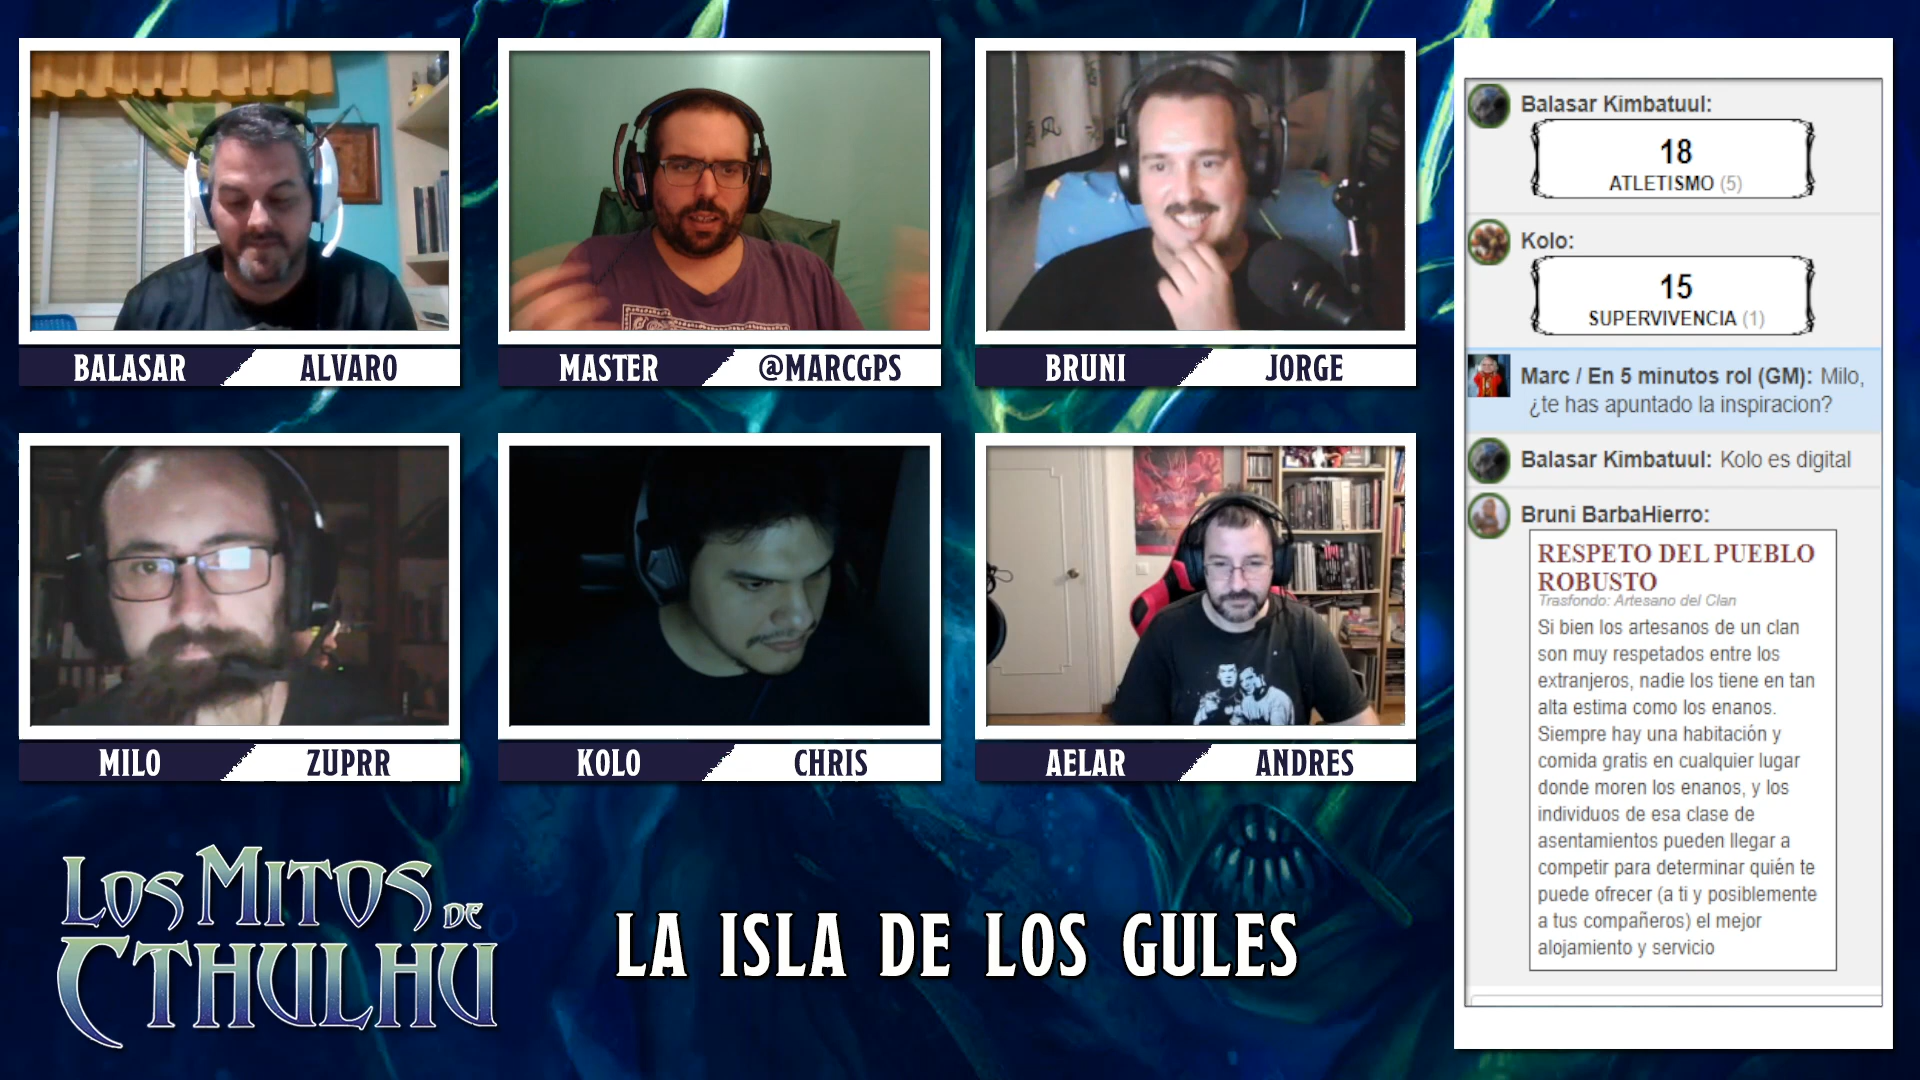 BALASAR ALVARO
MASTER @MARCGPS
BRUNI JORGE
MILO ZUPRR
KOLO CHRIS
AELAR ANDRES
LOS MITOS DE
CTHULHU
LA ISLA DE LOS GULES
Balasar Kimbatuul:
18
ATLETISMO (5)
Kolo:
15
SUPERVIVENCIA (1)
Marc / En 5 minutos rol (GM): Milo,
¿te has apuntado la inspiracion?
Balasar Kimbatuul: Kolo es digital
Bruni BarbaHierro:
RESPETO DEL PUEBLO
ROBUSTO
Trasfondo: Artesano del Clan
Si bien los artesanos de un clan
son muy respetados entre los
extranjeros, nadie los tiene en tan
alta estima como los enanos.
Siempre hay una habitación y
comida gratis en cualquier lugar
donde moren los enanos, y los
individuos de esa clase de
asentamientos pueden llegar a
competir para determinar quién te
puede ofrecer (a ti y posiblemente
a tus compañeros) el mejor
alojamiento y servicio